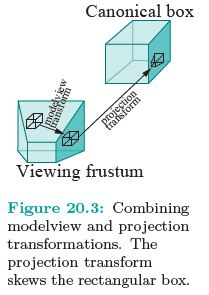 Canonical box
modelview
transform
projection
transform
Viewing frustum
Figure 20.3: Combining
modelview and projection
transformations. The
projection transform
skews the rectangular box.